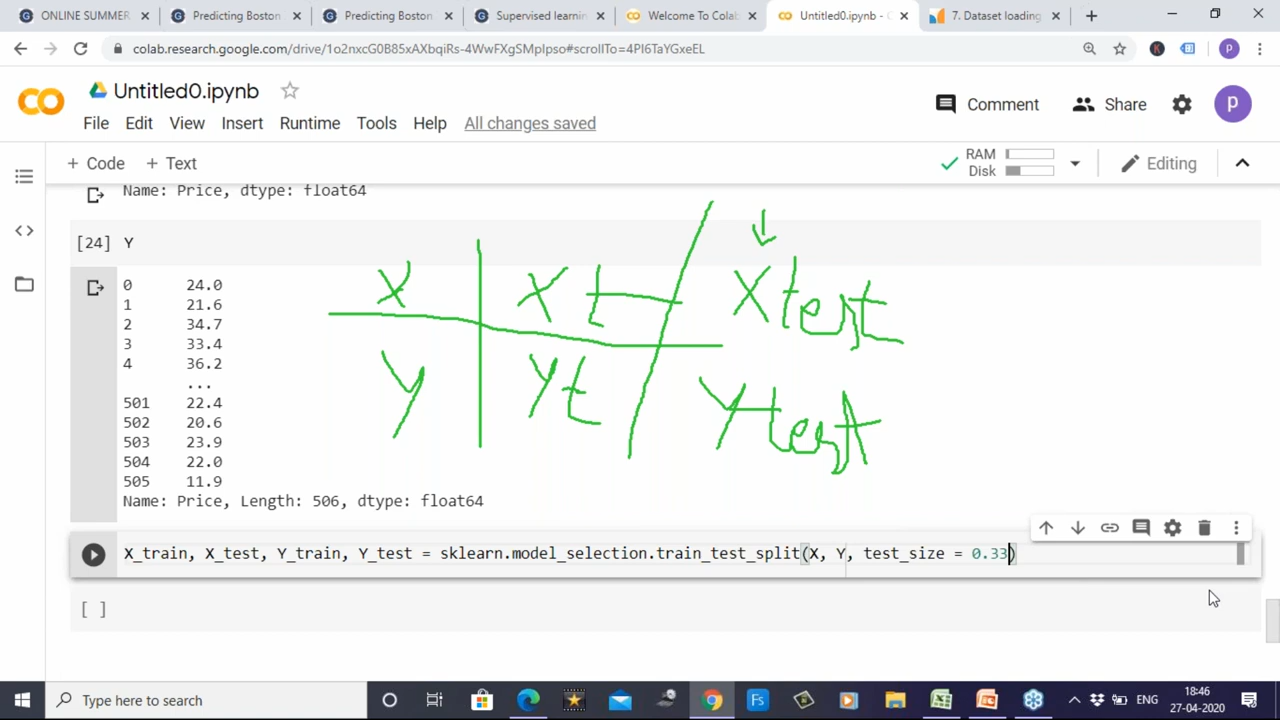 ONLINE SUMMER
Predicting Boston
Predicting Boston
Supervised learnin
Welcome To Colab
Untitled0.ipynb - C
7. Dataset loading
colab.research.google.com/drive/1o2nxcG0B85xAXbqiRs-4WwFXgSMpIpso#scrollTo=4PI6TaYGxeEL
Untitled0.ipynb
Comment
Share
p
File Edit View Insert Runtime Tools Help All changes saved
+ Code + Text
RAM
Disk
Editing
Name: Price, dtype: float64
[24] Y
0 24.0
1 21.6
2 34.7
3 33.4
4 36.2
...
501 22.4
502 20.6
503 23.9
504 22.0
505 11.9
Name: Price, Length: 506, dtype: float64
X Xt Xtest
Y Yt Ytest
X_train, X_test, Y_train, Y_test = sklearn.model_selection.train_test_split(X, Y, test_size = 0.33)
[ ]
Type here to search
ENG
18:46
27-04-2020